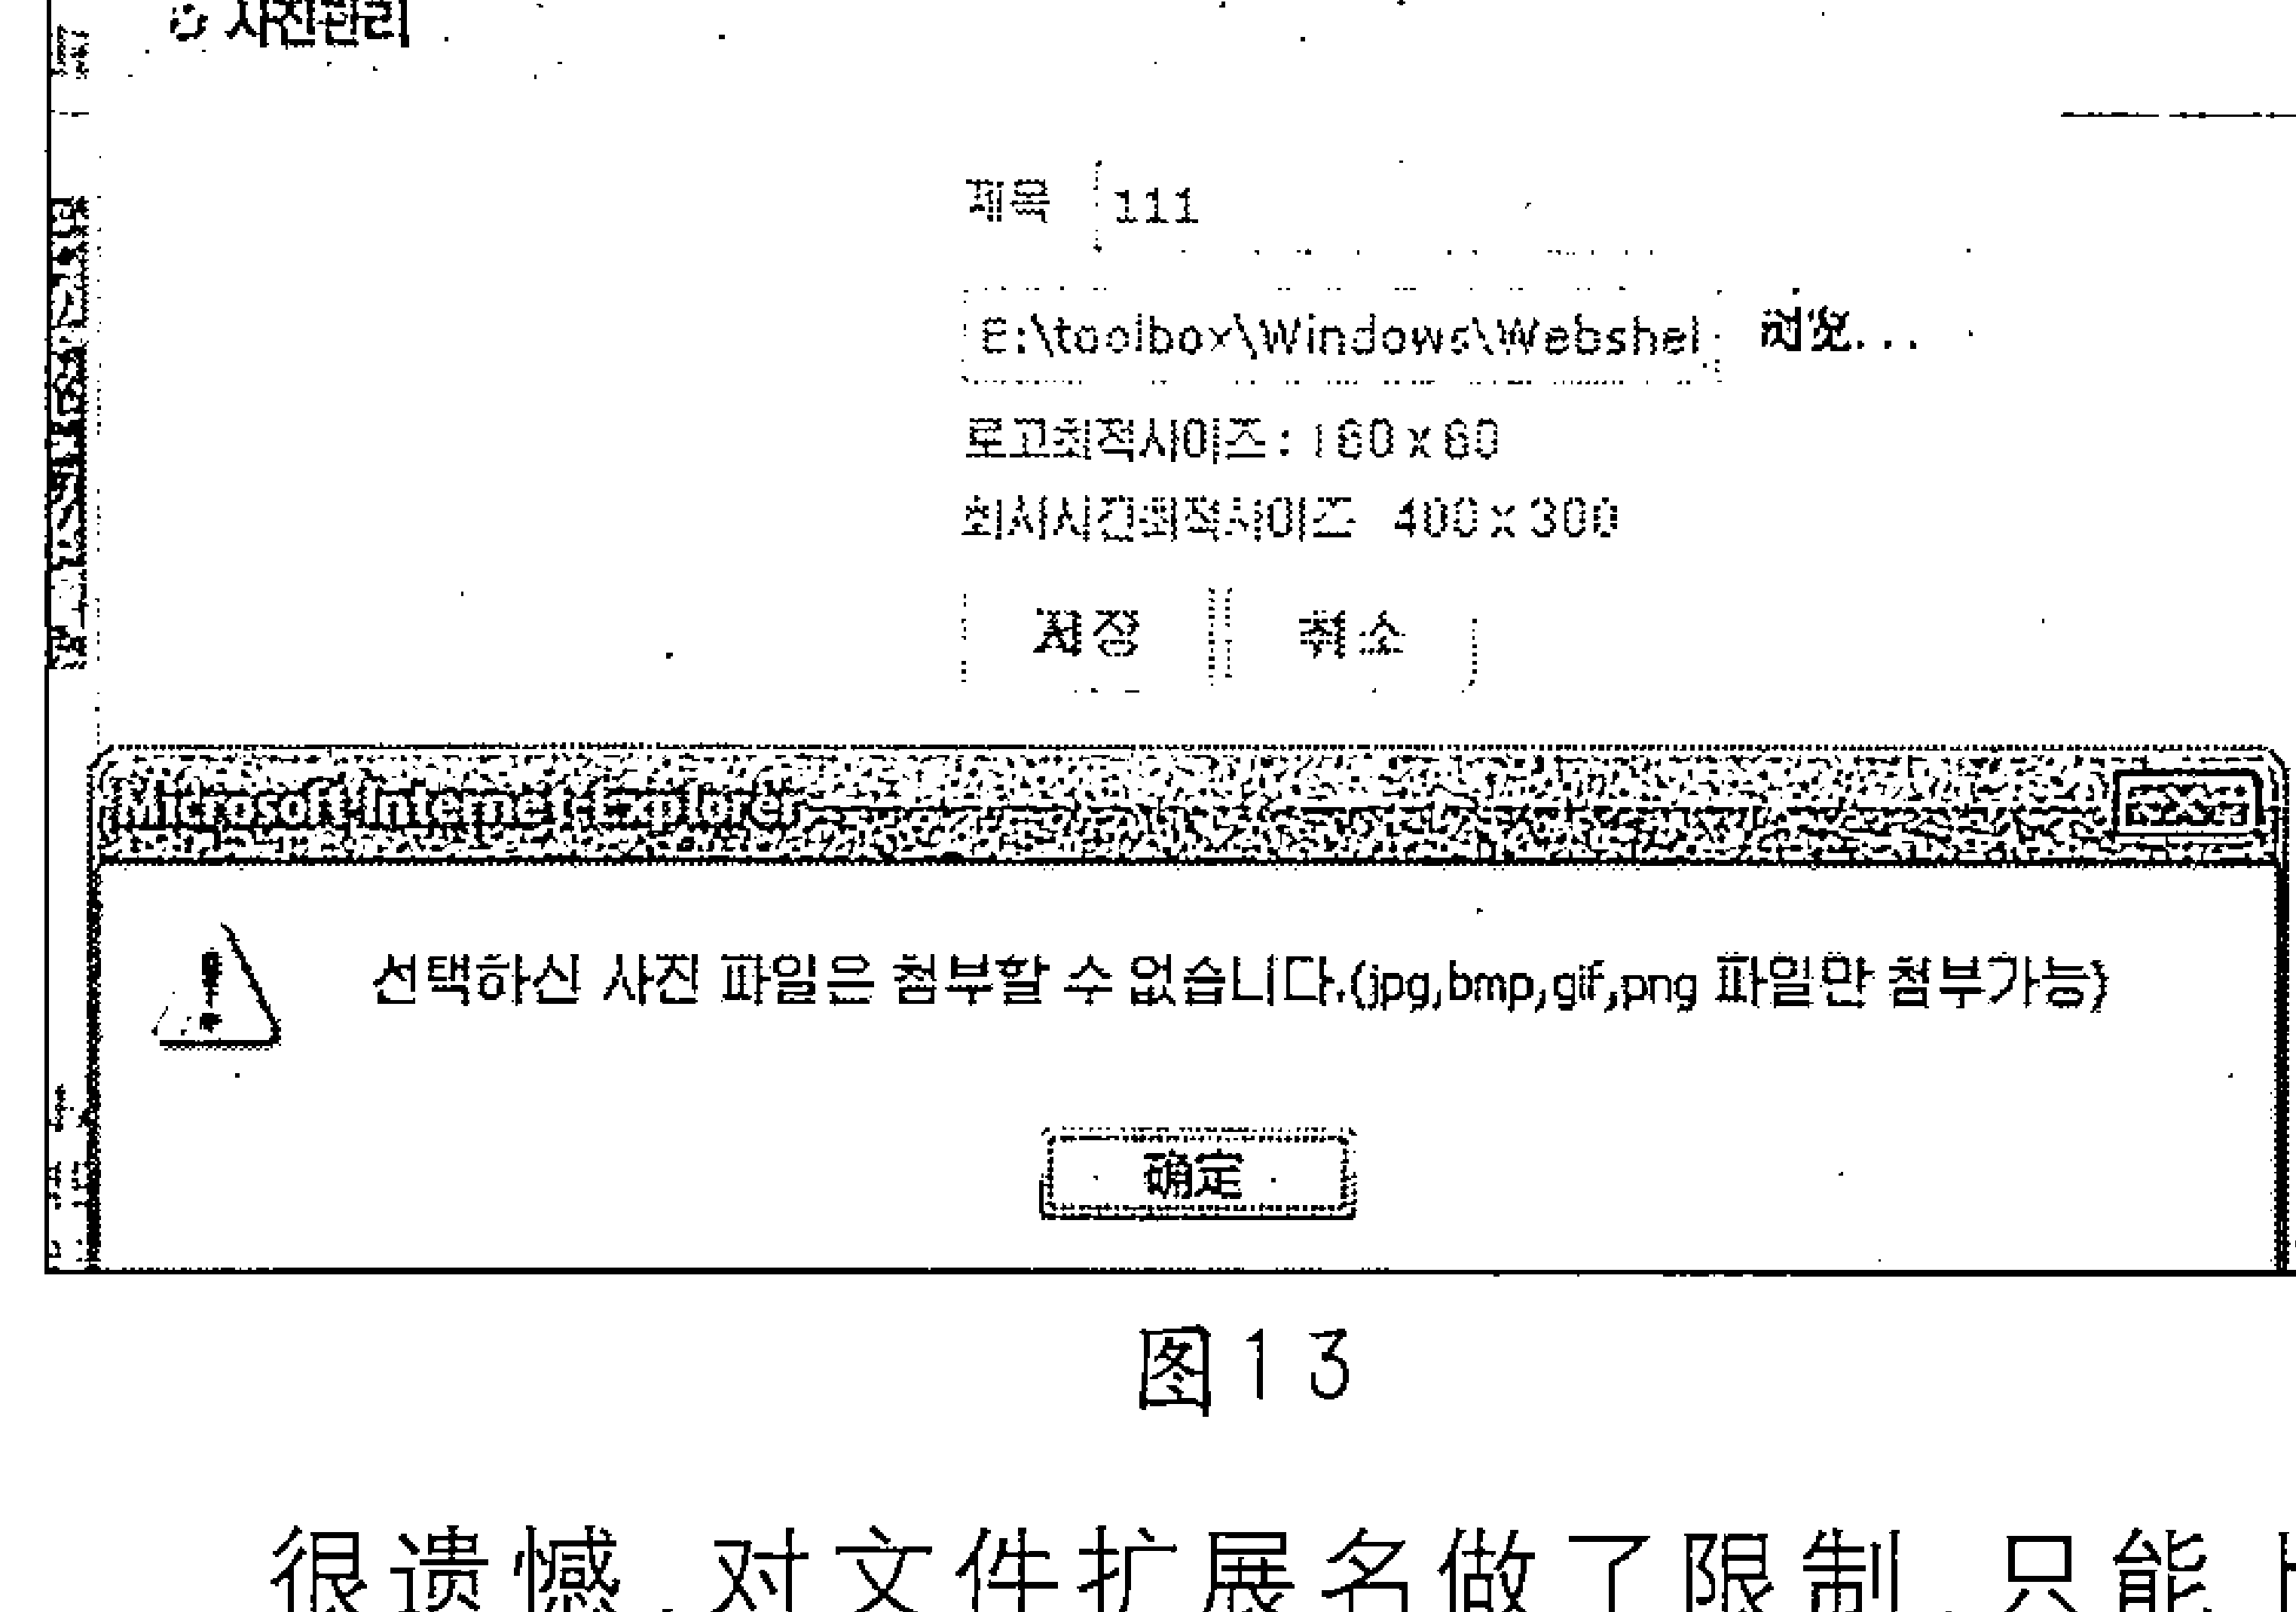 사진관리
제목 111
E:\toolbox\Windows\Webshel 浏览...
로고최적사이즈:160x60
회사사진최적사이즈 400x300
저장 취소
Microsoft Internet Explorer
선택하신 사진 파일은 첨부할 수 없습니다.(jpg,bmp,gif,png 파일만 첨부가능)
确定
图13
很遗憾,对文件扩展名做了限制,只能